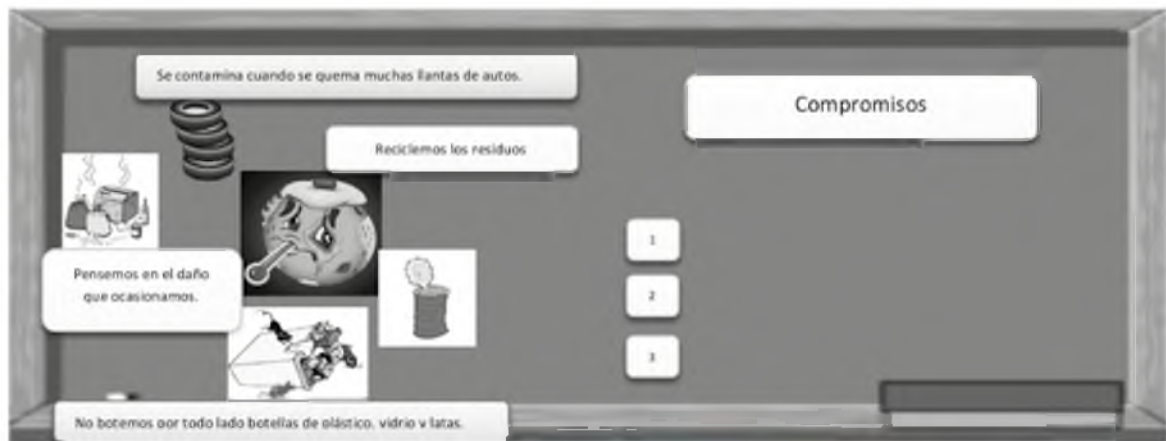 Se contamina cuando se quema muchas llantas de autos.
Reciclemos los residuos
Pensemos en el daño
que ocasionamos.
No botemos por todo lado botellas de plástico, vidrio y latas.
Compromisos
1
2
3